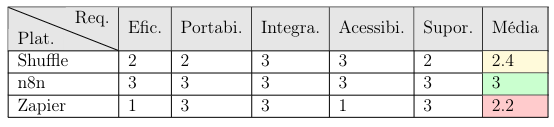 Req. Plat. Efic. Portabi. Integra. Acessibi. Supor. Média
Shuffle 2 2 3 3 2 2.4
n8n 3 3 3 3 3 3
Zapier 1 3 3 1 3 2.2